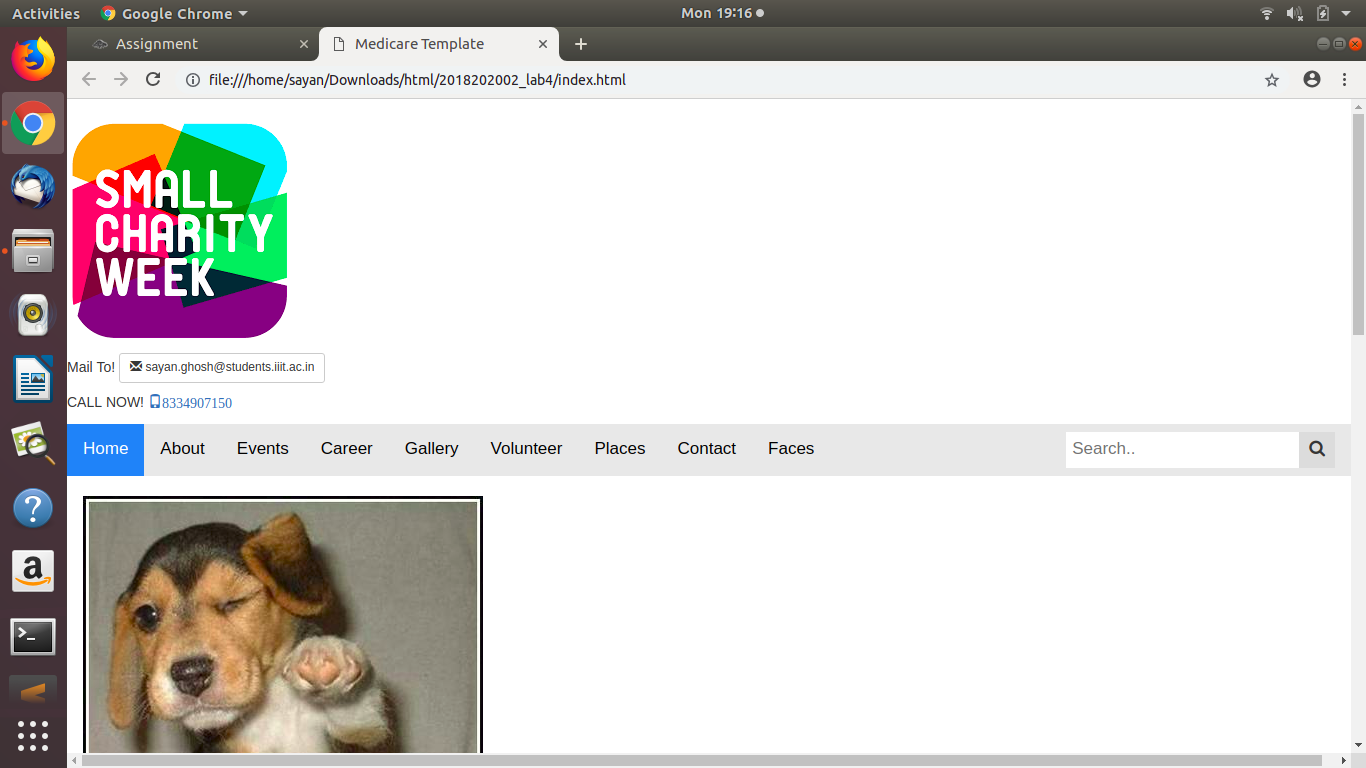 Activities Google Chrome Mon 19:16
Assignment Medicare Template
file:///home/sayan/Downloads/html/2018202002_lab4/index.html
SMALL
CHARITY
WEEK
Mail To! sayan.ghosh@students.iiit.ac.in
CALL NOW! 8334907150
Home About Events Career Gallery Volunteer Places Contact Faces Search..